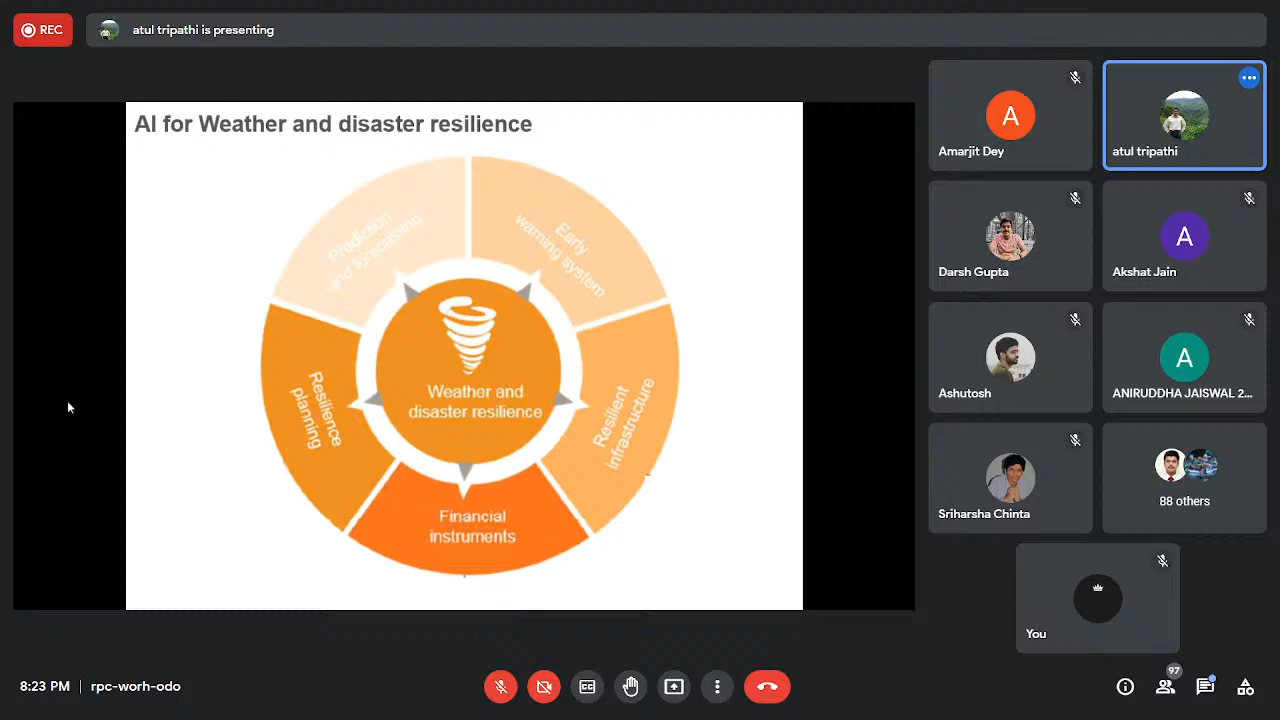 REC
atul tripathi is presenting
AI for Weather and disaster resilience
Prediction
and forecasting
Early
warning system
Resilience
planning
Weather and
disaster resilience
Resilient
infrastructure
Financial
instruments
A
Amarjit Dey
atul tripathi
Darsh Gupta
A
Akshat Jain
Ashutosh
A
ANIRUDDHA JAISWAL 2...
Sriharsha Chinta
88 others
You
8:23 PM
rpc-worh-odo
97